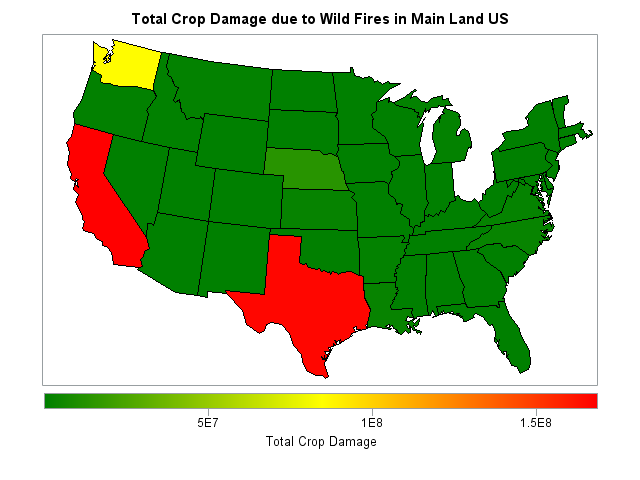 Total Crop Damage due to Wild Fires in Main Land US
5E7 1E8 1.5E8
Total Crop Damage